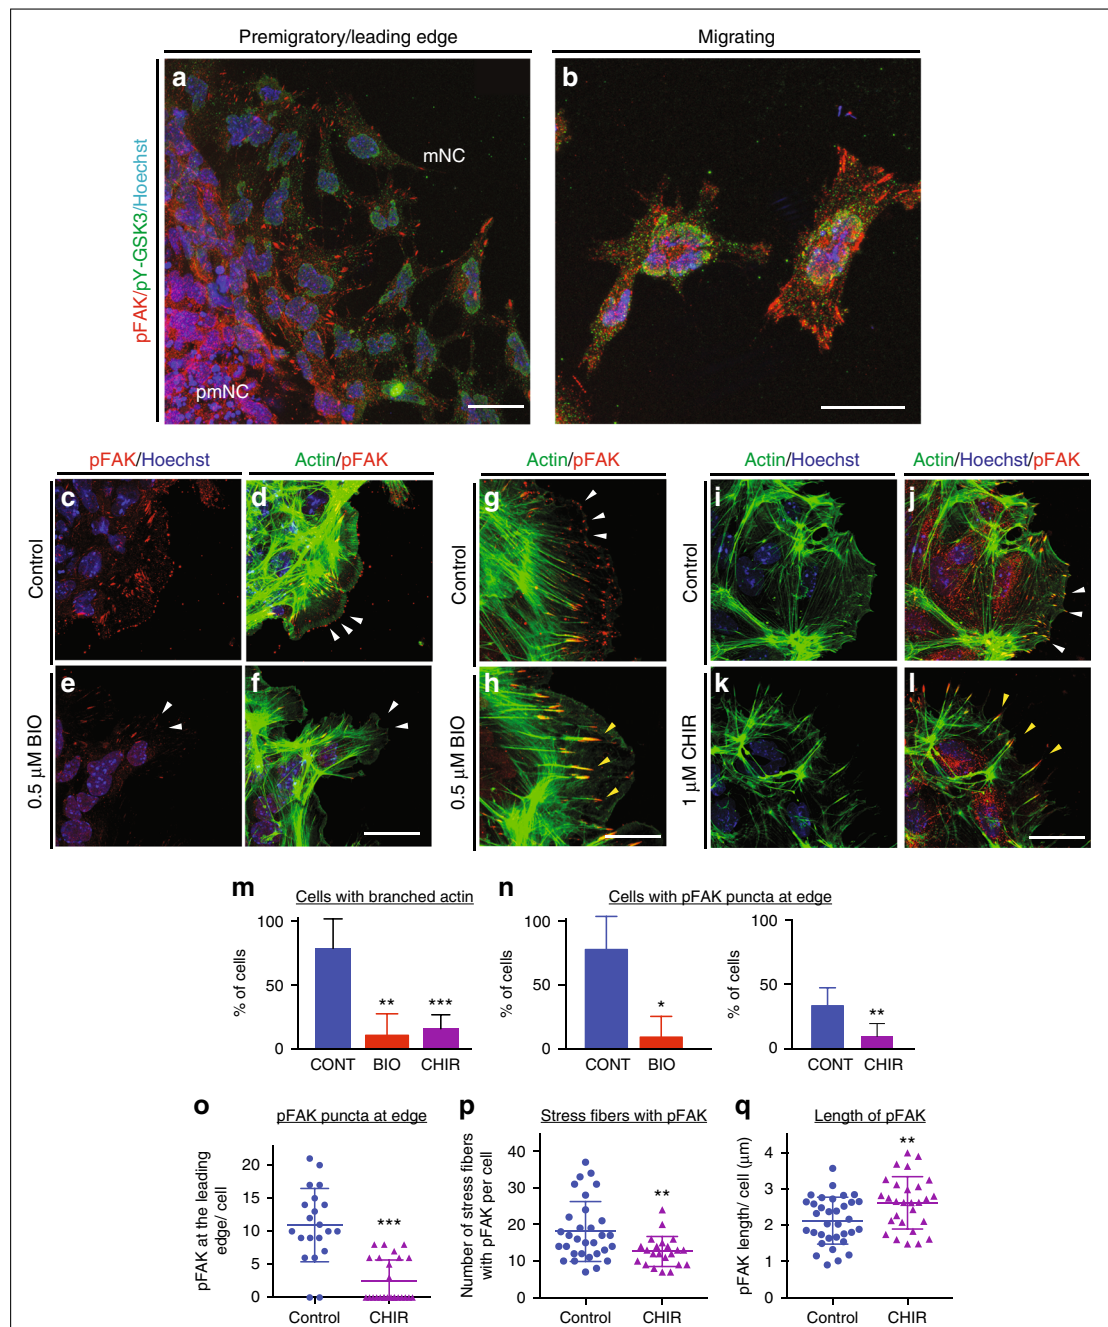 Premigratory/leading edge
Migrating
pFAK/pY-GSK3/Hoechst
a
mNC
pmNC
b
pFAK/Hoechst
Actin/pFAK
Actin/pFAK
Actin/Hoechst
Actin/Hoechst/pFAK
Control
c
d
Control
g
Control
i
j
0.5 µM BIO
e
f
0.5 µM BIO
h
1 µM CHIR
k
l
m
Cells with branched actin
% of cells
100
50
0
CONT
BIO
CHIR
**
***
n
Cells with pFAK puncta at edge
% of cells
100
50
0
CONT
BIO
*
% of cells
100
50
0
CONT
CHIR
**
o
pFAK puncta at edge
pFAK at the leading
edge/ cell
20
15
10
5
0
Control
CHIR
***
p
Stress fibers with pFAK
Number of stress fibers
with pFAK per cell
40
30
20
10
0
Control
CHIR
**
q
Length of pFAK
pFAK length/ cell (µm)
4
3
2
1
0
Control
CHIR
**